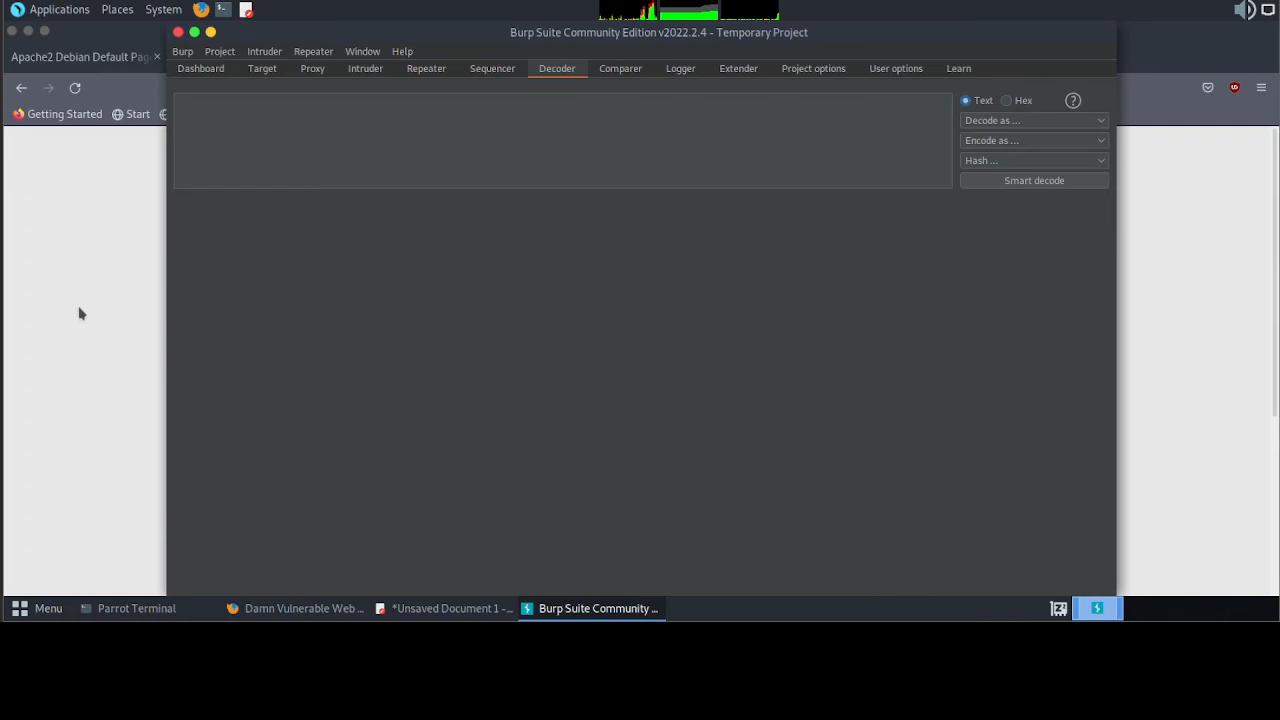 Applications Places System
Burp Suite Community Edition v2022.2.4 - Temporary Project
Apache2 Debian Default Pag ×
Burp Project Intruder Repeater Window Help
Dashboard Target Proxy Intruder Repeater Sequencer Decoder Comparer Logger Extender Project options User options Learn
Getting Started Start
Text Hex ?
Decode as ...
Encode as ...
Hash ...
Smart decode
Menu Parrot Terminal Damn Vulnerable Web ... *Unsaved Document 1 -... Burp Suite Community ...